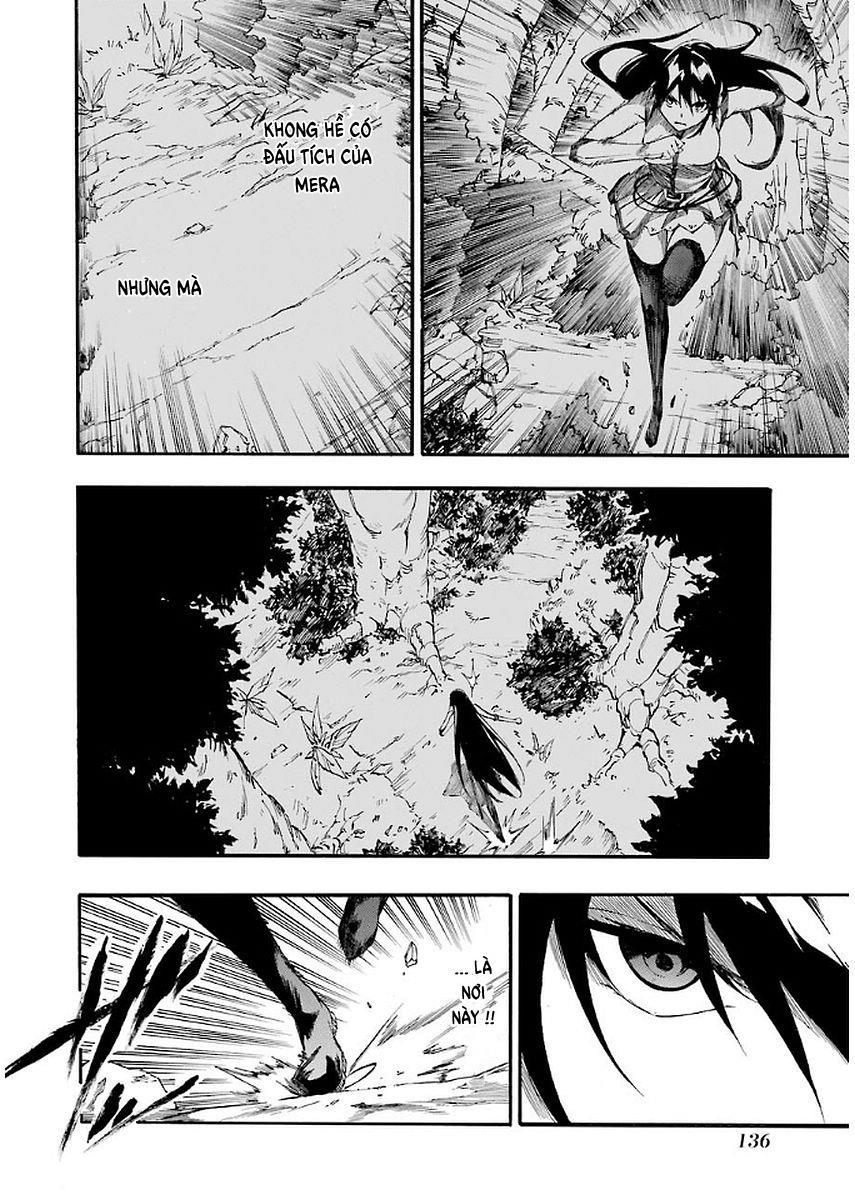 KHONG HỀ CÓ
ĐẤU TÍCH CỦA
MERA
NHƯNG MÀ
... LÀ
NƠI
NÀY !!
136